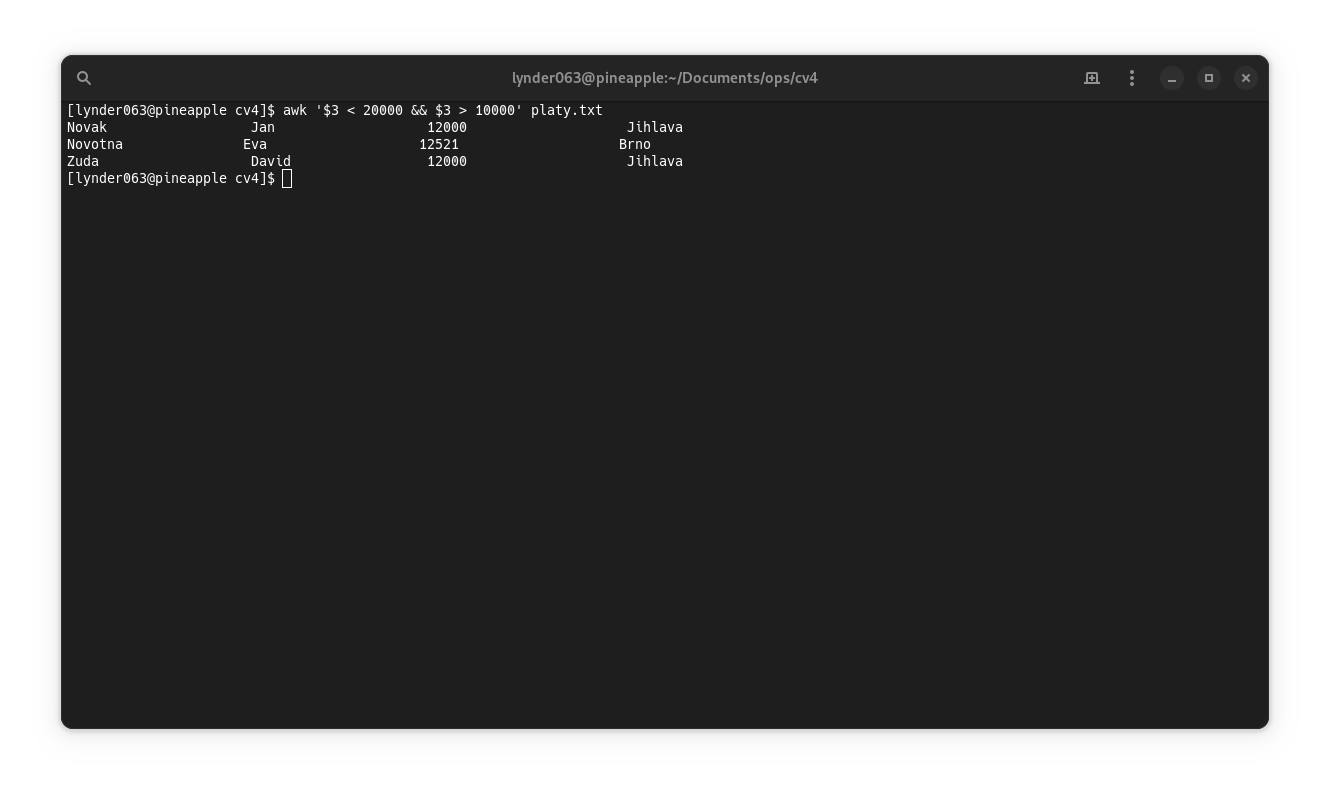 lynder063@pineapple:~/Documents/ops/cv4
[lynder063@pineapple cv4]$ awk '$3 < 20000 && $3 > 10000' platy.txt
Novak                  Jan                   12000                    Jihlava
Novotna               Eva                   12521                    Brno
Zuda                   David                 12000                    Jihlava
[lynder063@pineapple cv4]$